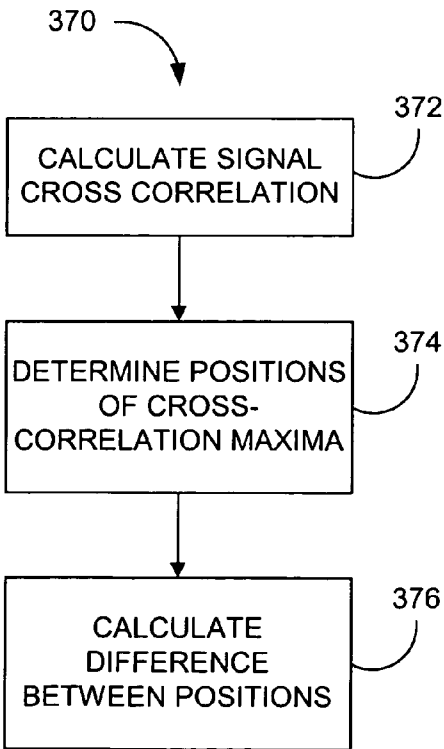 370
372
CALCULATE SIGNAL
CROSS CORRELATION
374
DETERMINE POSITIONS
OF CROSS-
CORRELATION MAXIMA
376
CALCULATE
DIFFERENCE
BETWEEN POSITIONS